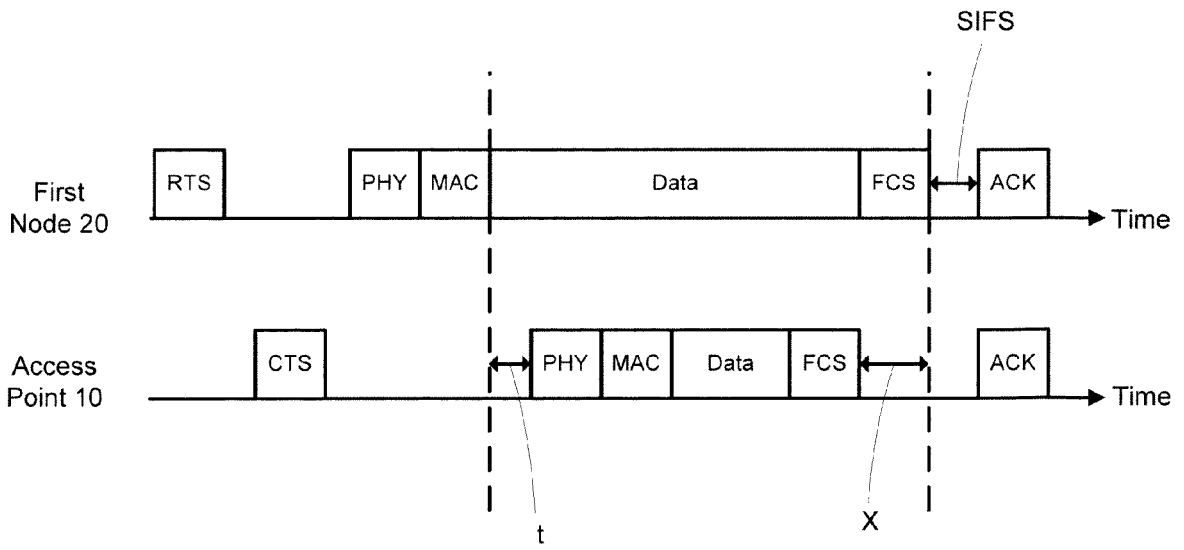 SIFS
RTS
PHY
MAC
Data
FCS
ACK
First
Node 20
Time
CTS
PHY
MAC
Data
FCS
ACK
Access
Point 10
Time
t
X